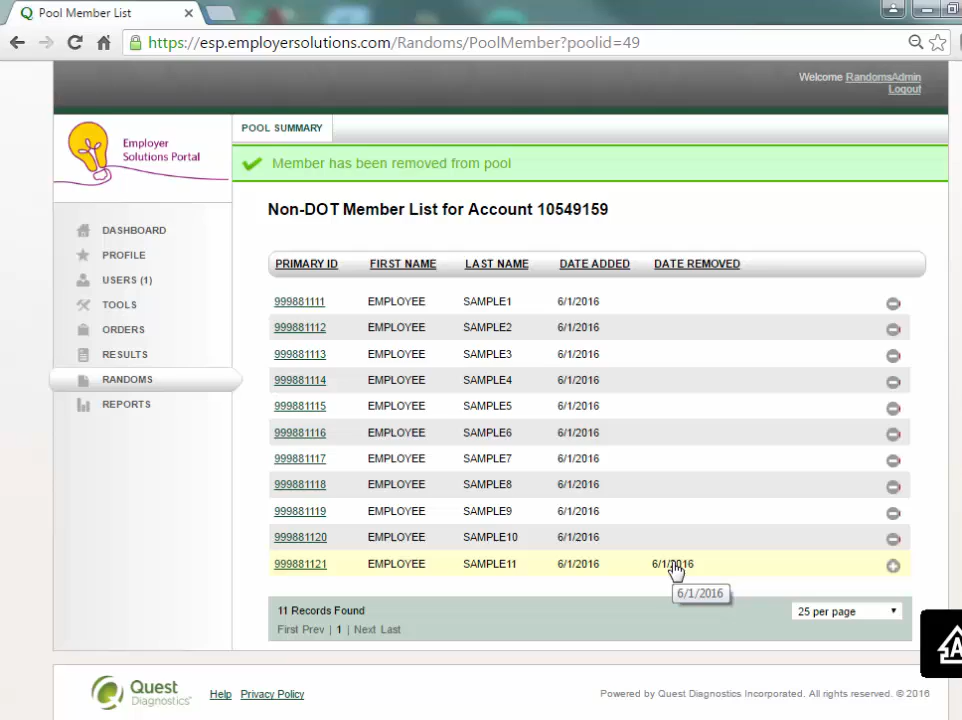 Pool Member List
https://esp.employersolutions.com/Randoms/PoolMember?poolid=49
Welcome RandomsAdmin
Logout
Employer
Solutions Portal
POOL SUMMARY
Member has been removed from pool
DASHBOARD
PROFILE
USERS (1)
TOOLS
ORDERS
RESULTS
RANDOMS
REPORTS
Non-DOT Member List for Account 10549159
PRIMARY ID FIRST NAME LAST NAME DATE ADDED DATE REMOVED
999881111 EMPLOYEE SAMPLE1 6/1/2016
999881112 EMPLOYEE SAMPLE2 6/1/2016
999881113 EMPLOYEE SAMPLE3 6/1/2016
999881114 EMPLOYEE SAMPLE4 6/1/2016
999881115 EMPLOYEE SAMPLE5 6/1/2016
999881116 EMPLOYEE SAMPLE6 6/1/2016
999881117 EMPLOYEE SAMPLE7 6/1/2016
999881118 EMPLOYEE SAMPLE8 6/1/2016
999881119 EMPLOYEE SAMPLE9 6/1/2016
999881120 EMPLOYEE SAMPLE10 6/1/2016
999881121 EMPLOYEE SAMPLE11 6/1/2016 6/1/2016
6/1/2016
11 Records Found 25 per page
First Prev | 1 | Next Last
Quest
Diagnostics
Help Privacy Policy Powered by Quest Diagnostics Incorporated. All rights reserved. © 2016